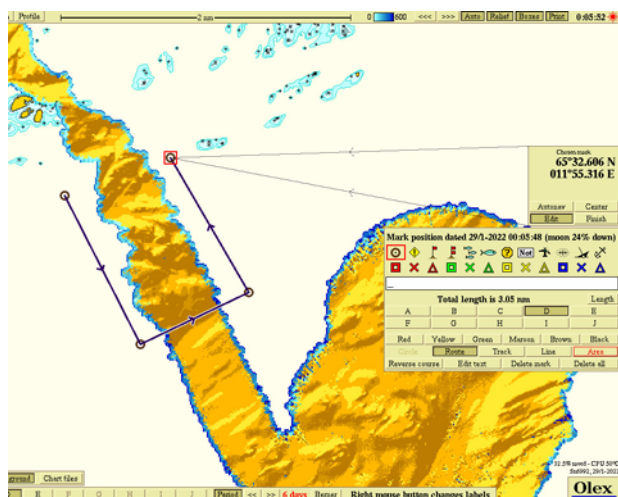 Profile 2 nm 0 600 <<< >>> Auto Relief Boxes Print 0:05:52
Chosen mark
65°32.606 N
011°55.316 E
Autonav Center
Edit Finish
Mark position dated 29/1-2022 00:05:48 (moon 24% down)
Not
Total length is 3.05 nm Length
A B C D E
F G H I J
Red Yellow Green Maroon Brown Black
Circle Route Track Line Area
Reverse course Edit text Delete mark Delete all
Chart files
E F G H I J Period << >> 6 days Right mouse button changes labels
Olex